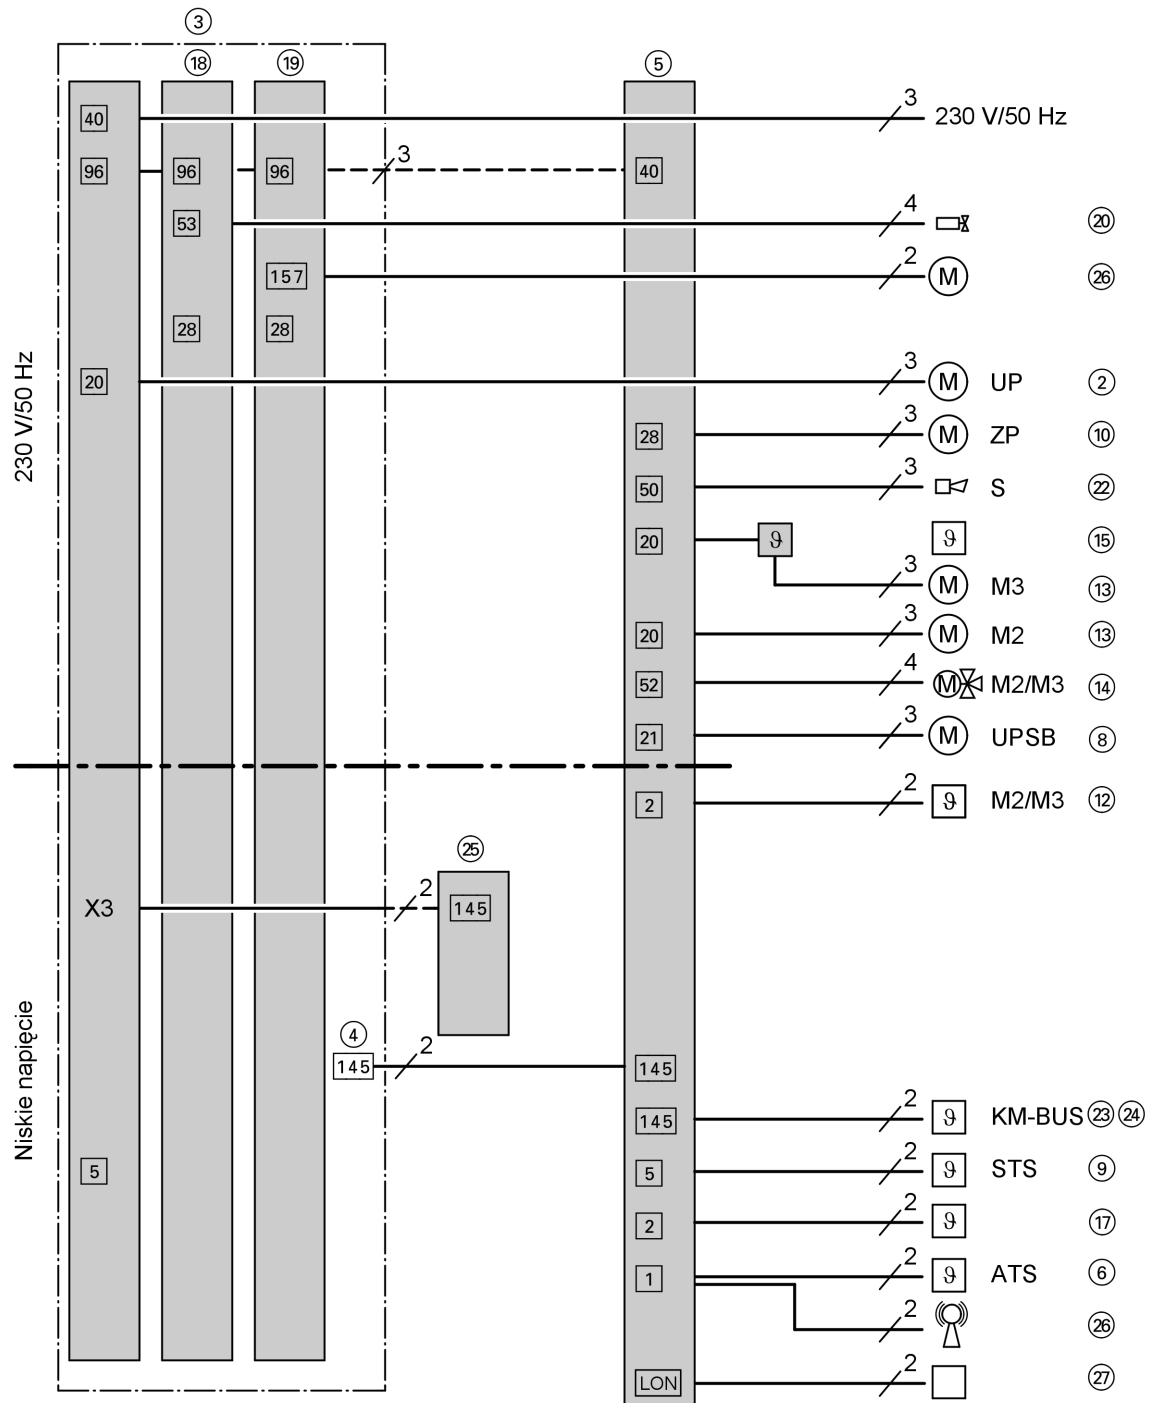 3
18 19 5
40 3 230 V/50 Hz
96 96 96 3 40
53 4 20
157 2 26
28 28
20 3 M UP 2
28 3 M ZP 10
50 3 S 22
20 ϑ ϑ 15
3 M M3 13
20 3 M M2 13
52 4 M M2/M3 14
21 3 M UPSB 8
230 V/50 Hz
2 2 ϑ M2/M3 12
25
X3 2 145
4
145 2 145
145 2 ϑ KM-BUS 23 24
5 5 2 ϑ STS 9
2 2 ϑ 17
1 2 ϑ ATS 6
2 26
LON 2 27
Niskie napięcie